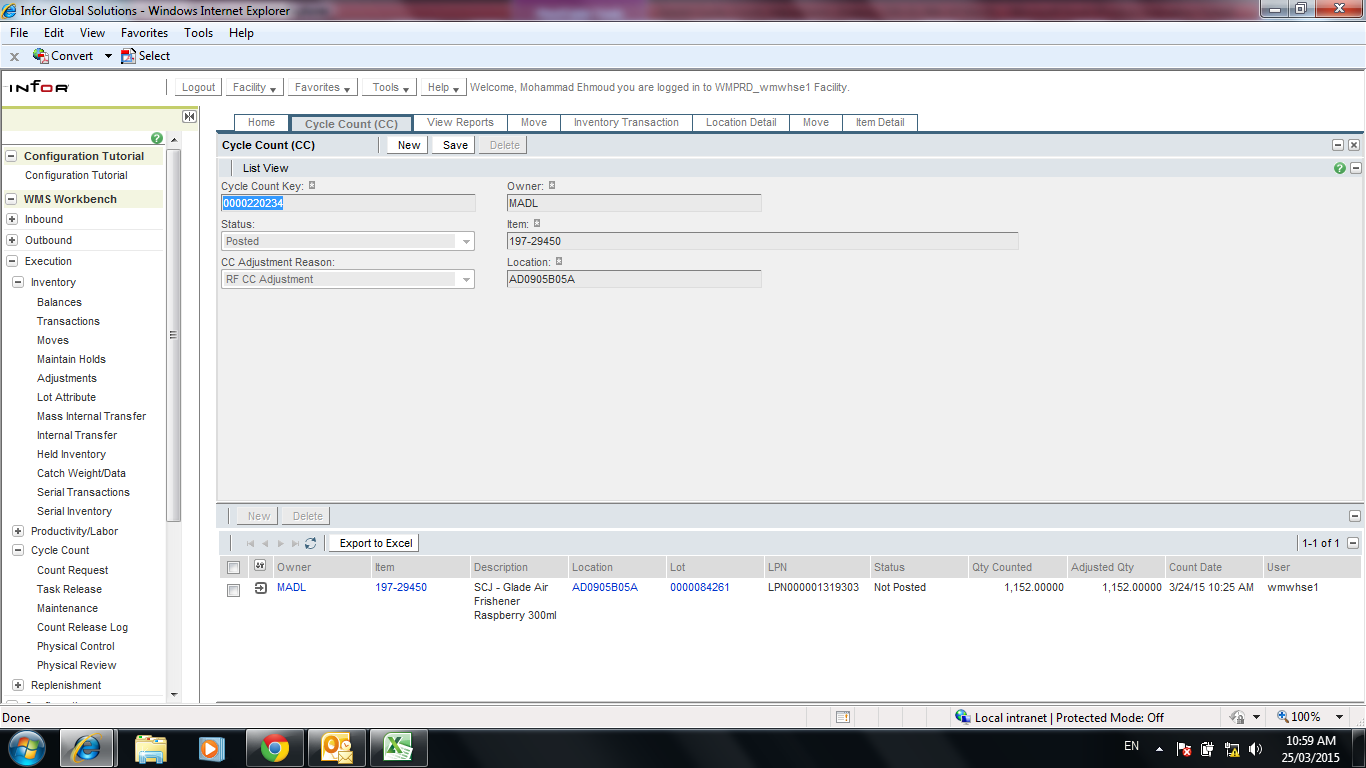 Infor Global Solutions - Windows Internet Explorer
File Edit View Favorites Tools Help
x Convert Select
INFOR Logout Facility Favorites Tools Help Welcome, Mohammad Ehmoud you are logged in to WMPRD_wmwhse1 Facility.
Home Cycle Count (CC) View Reports Move Inventory Transaction Location Detail Move Item Detail
Configuration Tutorial
Configuration Tutorial
WMS Workbench
Inbound
Outbound
Execution
Inventory
Balances
Transactions
Moves
Maintain Holds
Adjustments
Lot Attribute
Mass Internal Transfer
Internal Transfer
Held Inventory
Catch Weight/Data
Serial Transactions
Serial Inventory
Productivity/Labor
Cycle Count
Count Request
Task Release
Maintenance
Count Release Log
Physical Control
Physical Review
Replenishment
Cycle Count (CC) New Save Delete
List View
Cycle Count Key: Owner:
0000220234 MADL
Status: Item:
Posted 197-29450
CC Adjustment Reason: Location:
RF CC Adjustment AD0905B05A
New Delete
Export to Excel 1-1 of 1
Owner Item Description Location Lot LPN Status Qty Counted Adjusted Qty Count Date User
MADL 197-29450 SCJ - Glade Air AD0905B05A 0000084261 LPN000001319303 Not Posted 1,152.00000 1,152.00000 3/24/15 10:25 AM wmwhse1
Frishener
Raspberry 300ml
Done Local intranet | Protected Mode: Off 100%
EN 10:59 AM
25/03/2015